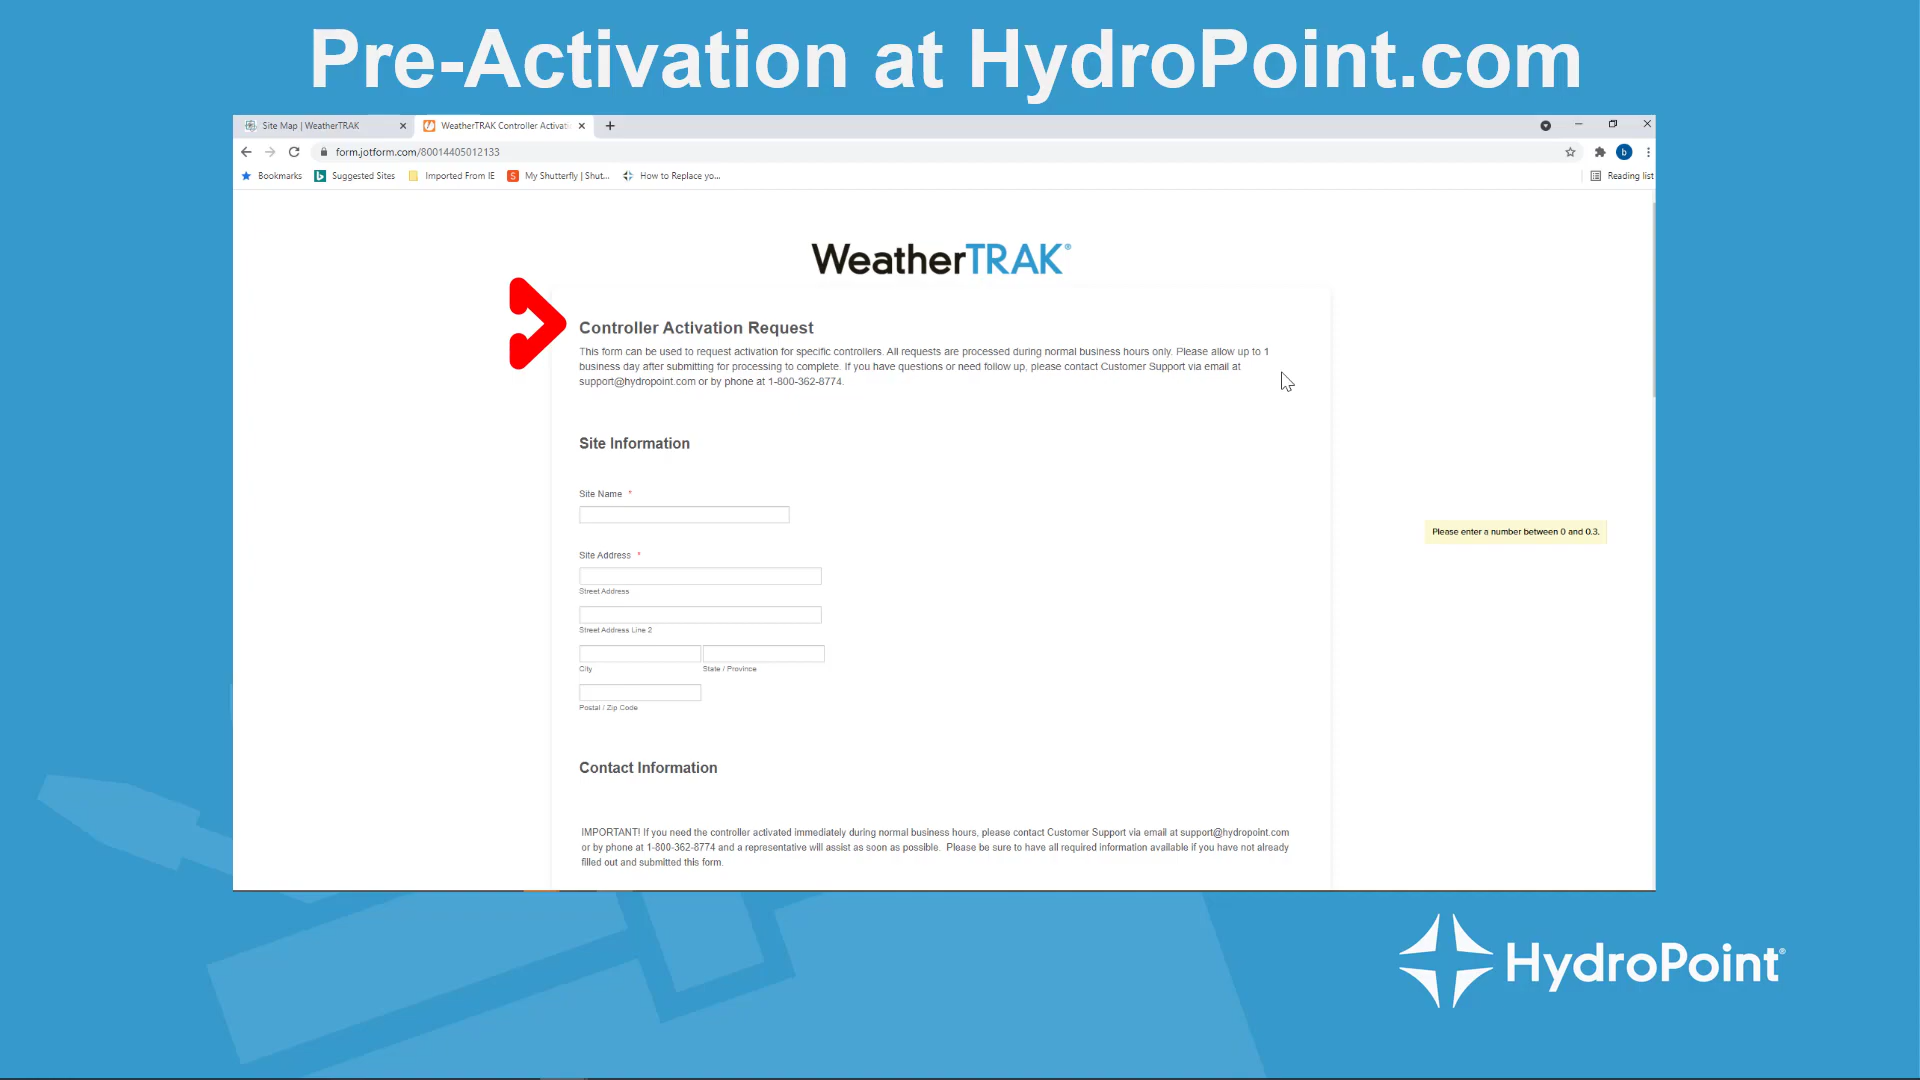 Pre-Activation at HydroPoint.com
Site Map | WeatherTRAK
WeatherTRAK Controller Activati
form.jotform.com/80014405012133
b
Bookmarks
Suggested Sites
Imported From IE
S
My Shutterfly | Shut...
How to Replace yo...
Reading list
WeatherTRAK®
Controller Activation Request
This form can be used to request activation for specific controllers. All requests are processed during normal business hours only. Please allow up to 1
business day after submitting for processing to complete. If you have questions or need follow up, please contact Customer Support via email at
support@hydropoint.com or by phone at 1-800-362-8774.
Site Information
Site Name *
Please enter a number between 0 and 0.3.
Site Address *
Street Address
Street Address Line 2
City
State / Province
Postal / Zip Code
Contact Information
IMPORTANT! If you need the controller activated immediately during normal business hours, please contact Customer Support via email at support@hydropoint.com
or by phone at 1-800-362-8774 and a representative will assist as soon as possible. Please be sure to have all required information available if you have not already
filled out and submitted this form.
HydroPoint®